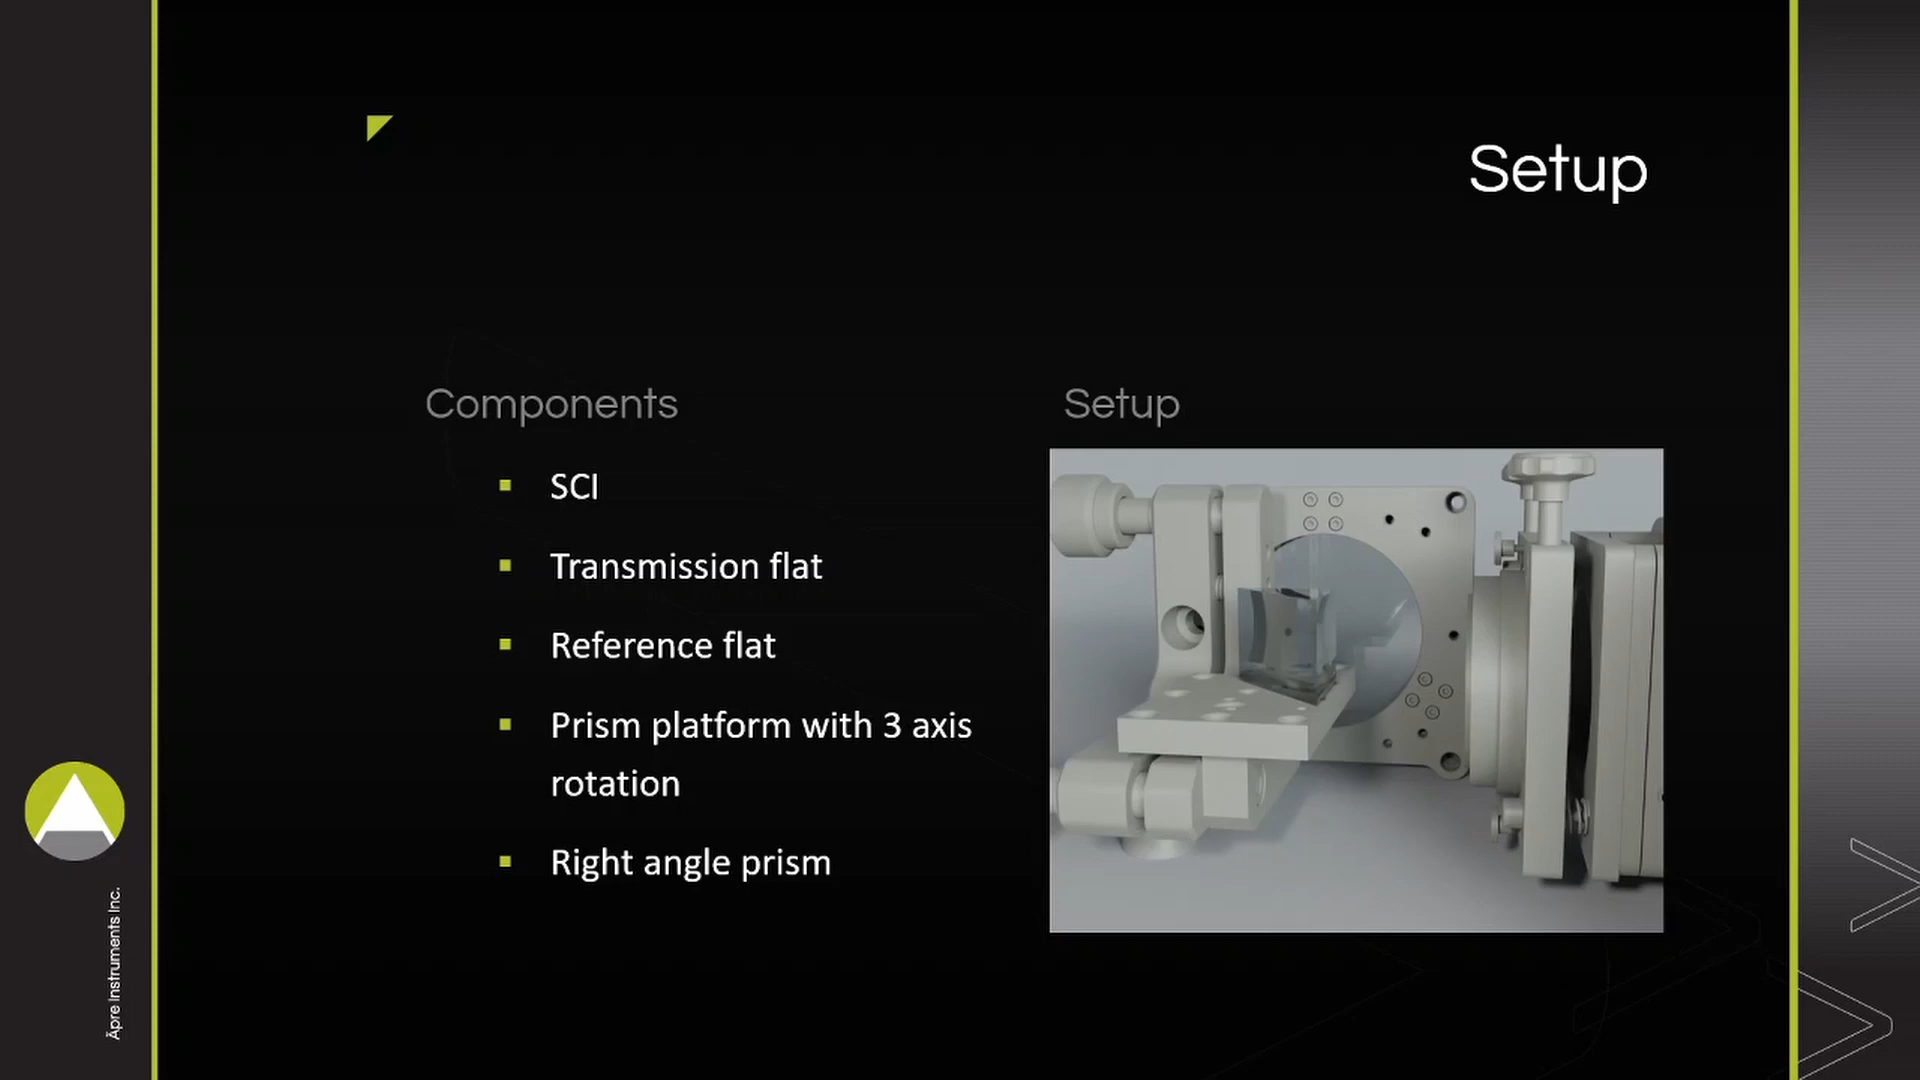 Setup
Components
SCI
Transmission flat
Reference flat
Prism platform with 3 axis
rotation
Right angle prism
Setup
Āpre Instruments Inc.